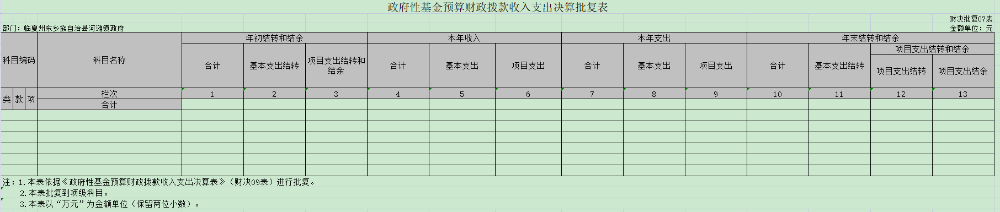 政府性基金预算财政拨款收入支出决算批复表
财决批复07表
部门：临夏州东乡族自治县河滩镇政府 金额单位：元
科目编码 科目名称 年初结转和结余 本年收入 本年支出 年末结转和结余
合计 基本支出结转 项目支出结转和结余 合计 基本支出 项目支出 合计 基本支出 项目支出 合计 基本支出结转 项目支出结转和结余
项目支出结转 项目支出结余
类 款 项 栏次 1 2 3 4 5 6 7 8 9 10 11 12 13
合计
注：1.本表依据《政府性基金预算财政拨款收入支出决算表》（财决09表）进行批复。
2.本表批复到项级科目。
3.本表以“万元”为金额单位（保留两位小数）。